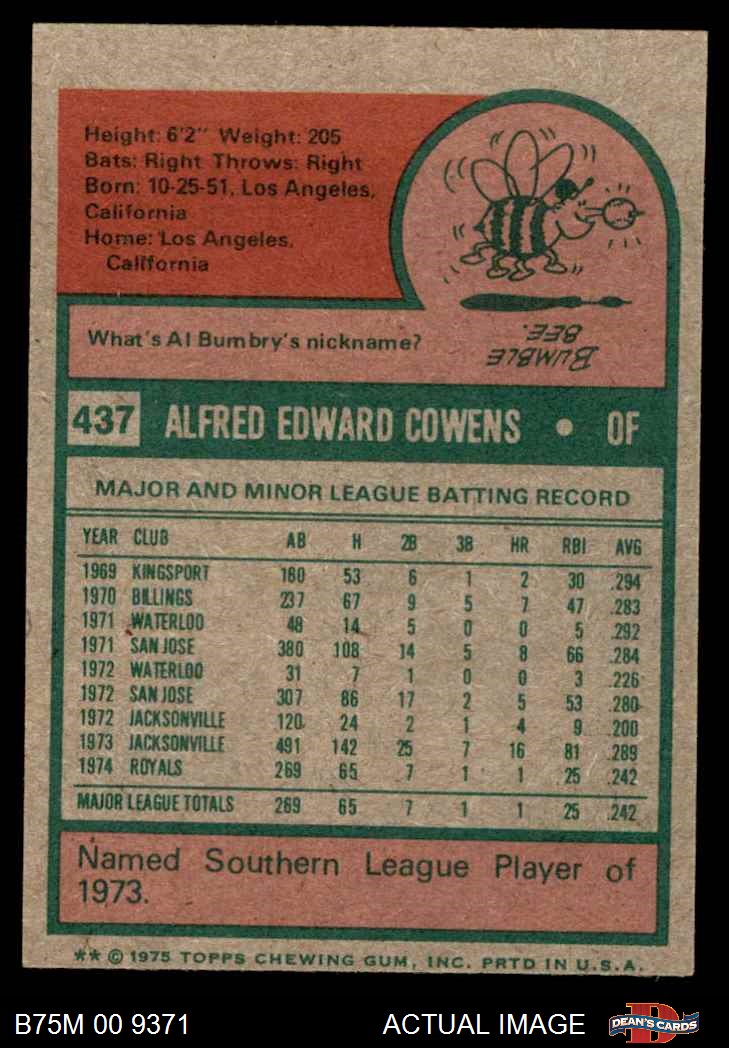 Height: 6'2" Weight: 205
Bats: Right Throws: Right
Born: 10-25-51, Los Angeles,
California
Home: Los Angeles,
California
What's Al Bumbry's nickname?
BUMBLE
BEE.
437 ALFRED EDWARD COWENS • OF
MAJOR AND MINOR LEAGUE BATTING RECORD
YEAR CLUB AB H 2B 3B HR RBI AVG
1969 KINGSPORT 180 53 6 1 2 30 .294
1970 BILLINGS 237 67 9 5 7 47 .283
1971 WATERLOO 48 14 5 0 0 5 .292
1971 SAN JOSE 380 108 14 5 8 66 .284
1972 WATERLOO 31 7 1 0 0 3 .226
1972 SAN JOSE 307 86 17 2 5 53 .280
1972 JACKSONVILLE 120 24 2 1 4 9 .200
1973 JACKSONVILLE 491 142 25 7 16 81 .289
1974 ROYALS 269 65 7 1 1 25 .242
MAJOR LEAGUE TOTALS 269 65 7 1 1 25 .242
Named Southern League Player of
1973.
** © 1975 TOPPS CHEWING GUM, INC. PRTD IN U.S.A.
B75M 00 9371 ACTUAL IMAGE DEAN'S CARDS